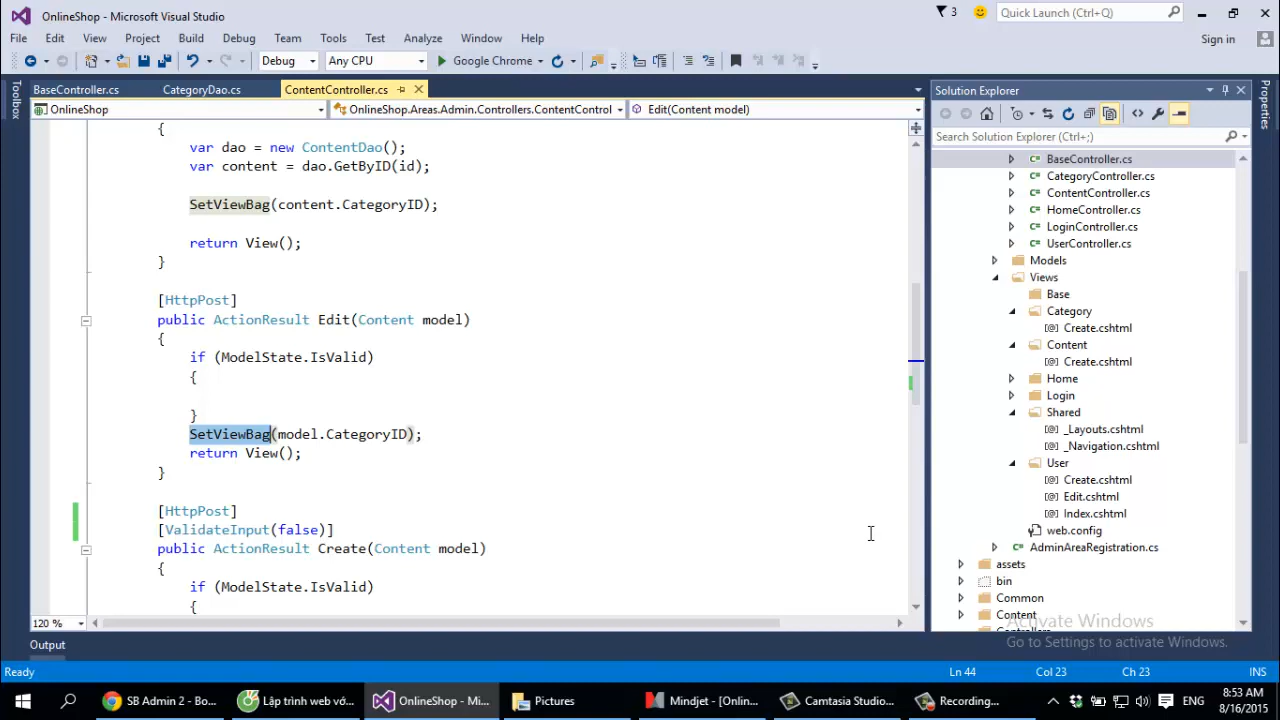 OnlineShop - Microsoft Visual Studio
3
Quick Launch (Ctrl+Q)
File Edit View Project Build Debug Team Tools Test Analyze Window Help
Sign in
Debug Any CPU Google Chrome
Toolbox
BaseController.cs CategoryDao.cs ContentController.cs
OnlineShop OnlineShop.Areas.Admin.Controllers.ContentControl Edit(Content model)
{
var dao = new ContentDao();
var content = dao.GetByID(id);
SetViewBag(content.CategoryID);
return View();
}
[HttpPost]
public ActionResult Edit(Content model)
{
if (ModelState.IsValid)
{
}
SetViewBag(model.CategoryID);
return View();
}
[HttpPost]
[ValidateInput(false)]
public ActionResult Create(Content model)
{
if (ModelState.IsValid)
{
120 %
Output
Solution Explorer
Search Solution Explorer (Ctrl+;)
BaseController.cs
CategoryController.cs
ContentController.cs
HomeController.cs
LoginController.cs
UserController.cs
Models
Views
Base
Category
Create.cshtml
Content
Create.cshtml
Home
Login
Shared
_Layouts.cshtml
_Navigation.cshtml
User
Create.cshtml
Edit.cshtml
Index.cshtml
web.config
AdminAreaRegistration.cs
assets
bin
Common
Content
Properties
Activate Windows
Go to Settings to activate Windows.
Ready Ln 44 Col 23 Ch 23 INS
SB Admin 2 - Bo... Lập trình web vớ... OnlineShop - Mi... Pictures Mindjet - [Onlin... Camtasia Studio... Recording...
ENG
8:53 AM
8/16/2015